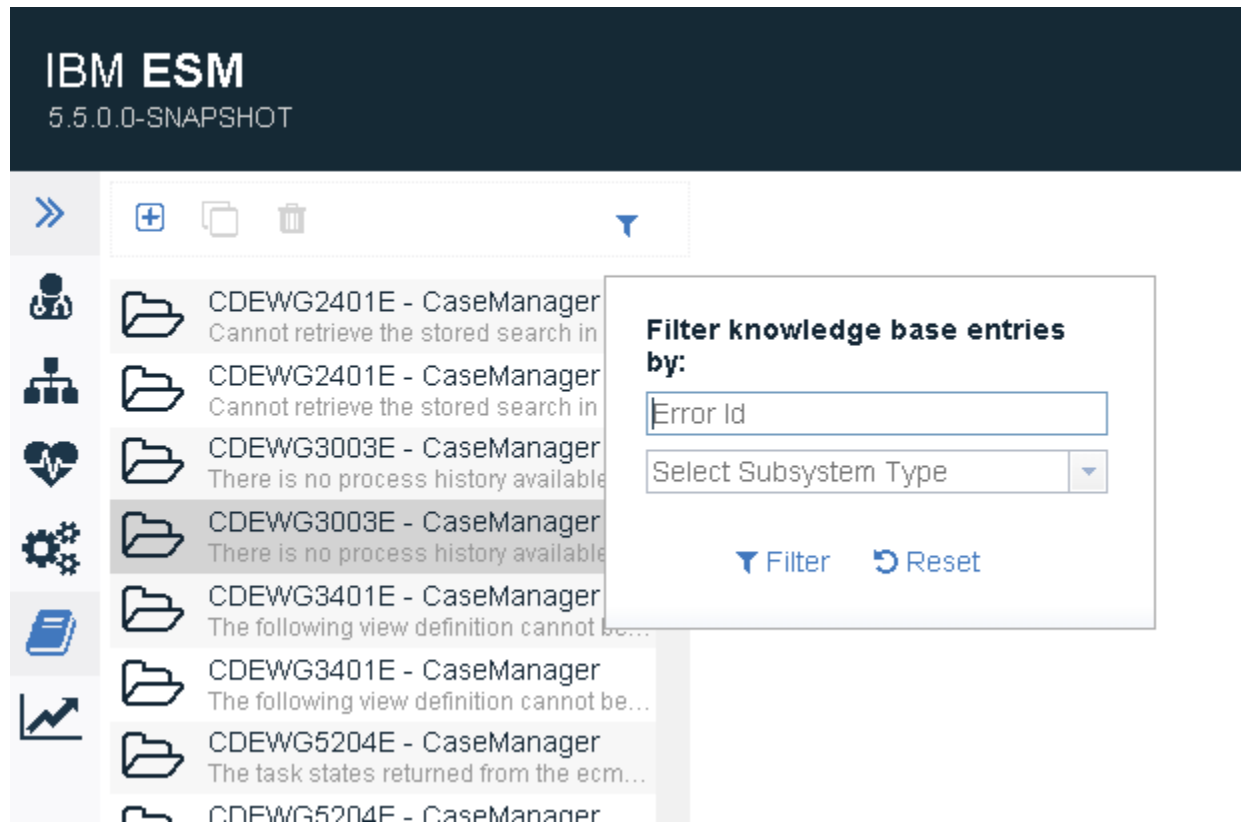 IBM ESM
5.5.0.0-SNAPSHOT
CDEWG2401E - CaseManager
Cannot retrieve the stored search in
CDEWG2401E - CaseManager
Cannot retrieve the stored search in
CDEWG3003E - CaseManager
There is no process history available
CDEWG3003E - CaseManager
There is no process history available
CDEWG3401E - CaseManager
The following view definition cannot be...
CDEWG3401E - CaseManager
The following view definition cannot be...
CDEWG5204E - CaseManager
The task states returned from the ecm...
CDEWG5204E - CaseManager
Filter knowledge base entries
by:
Error Id
Select Subsystem Type
Filter Reset